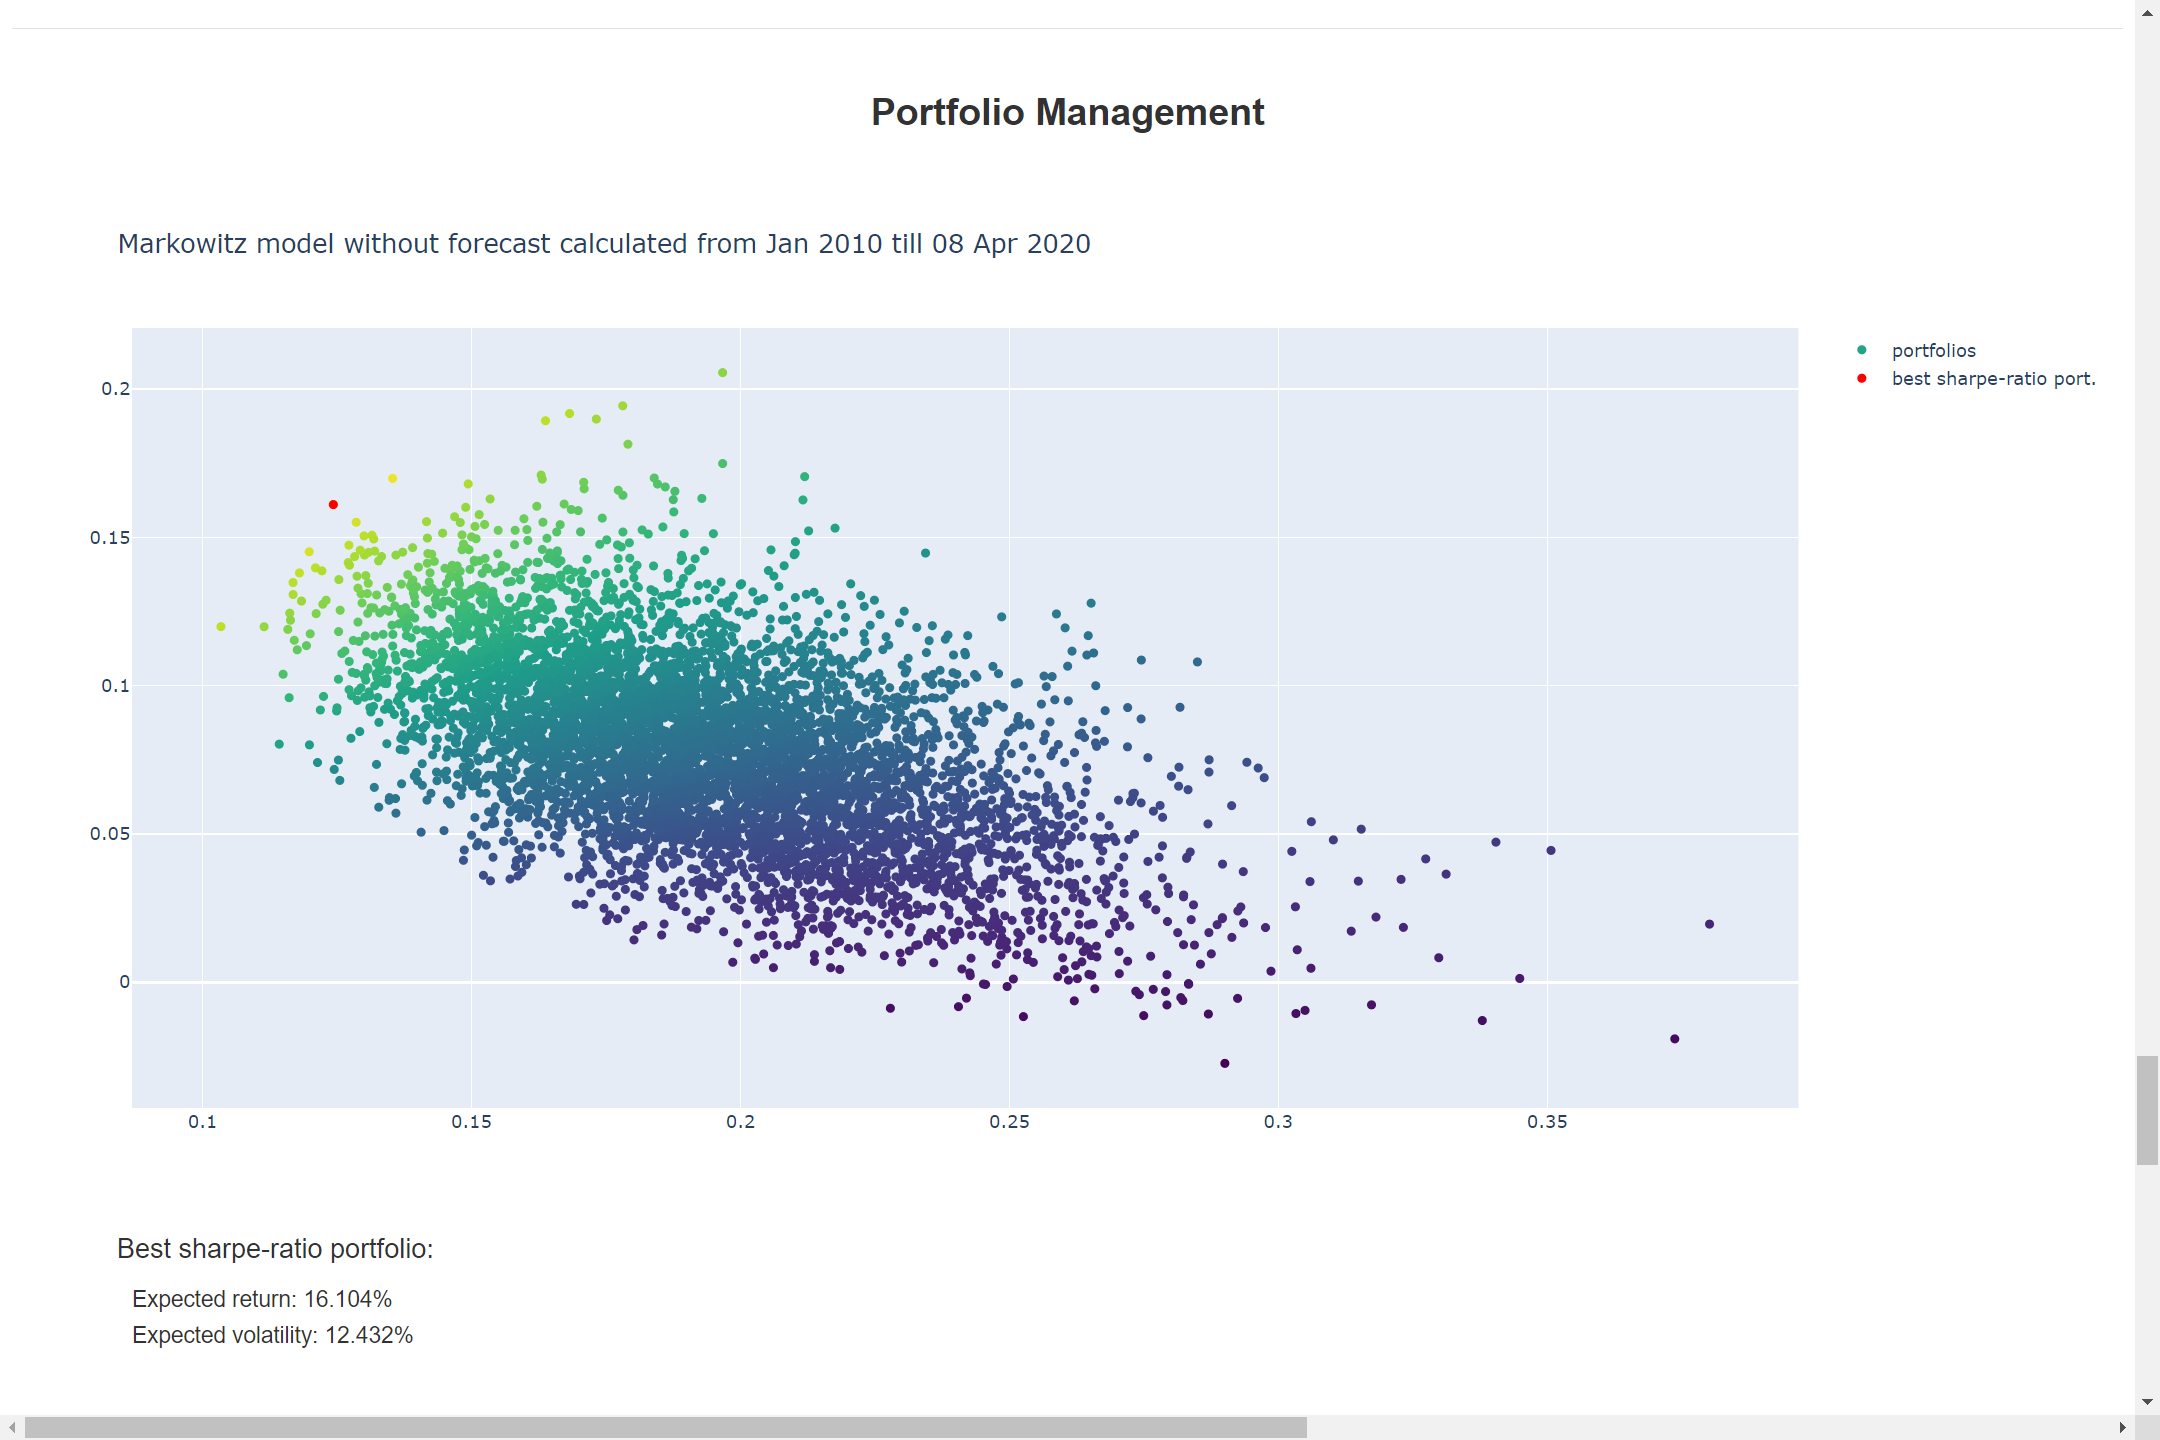 Portfolio Management
Markowitz model without forecast calculated from Jan 2010 till 08 Apr 2020
portfolios
best sharpe-ratio port.
0.2
0.15
0.1
0.05
0
0.1 0.15 0.2 0.25 0.3 0.35
Best sharpe-ratio portfolio:
Expected return: 16.104%
Expected volatility: 12.432%